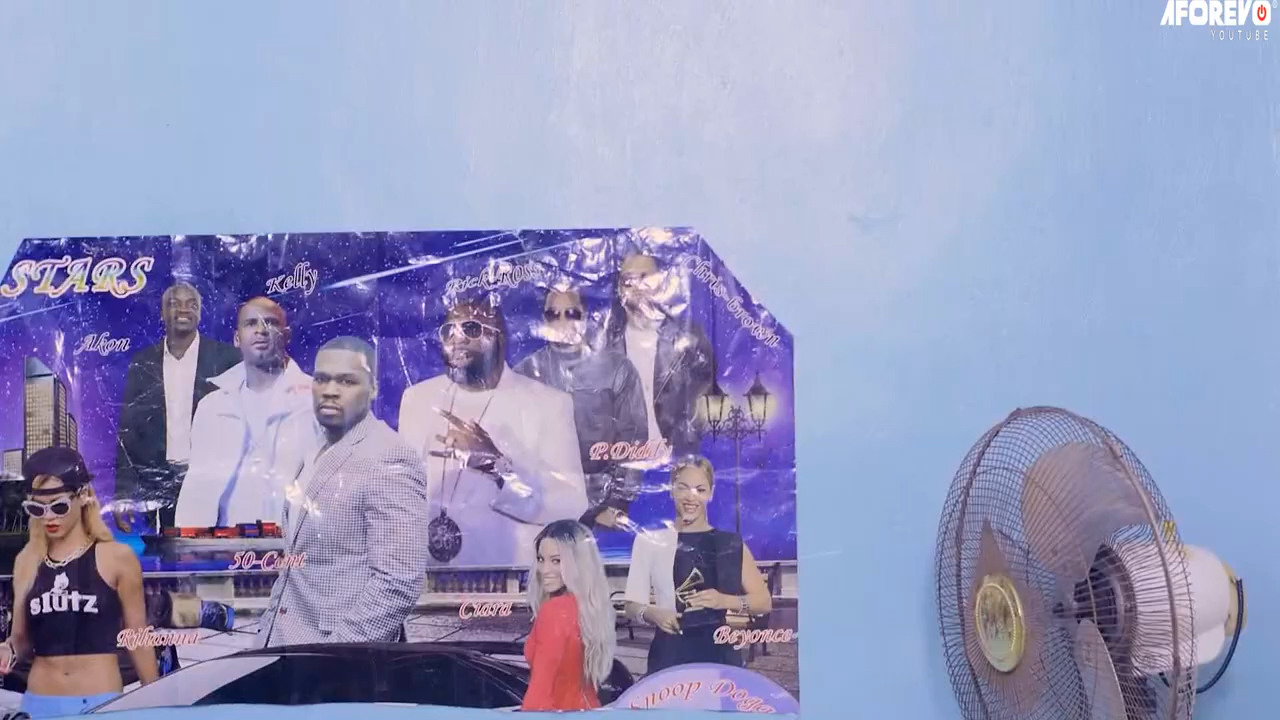 AFOREVO
YOUTUBE
STARS
Kelly
Rick-ROSS
Chris-brown
Akon
P.Diddy
50-Cent
slutz
Ciara
Rihanna
Beyonce
Snoop Dogg